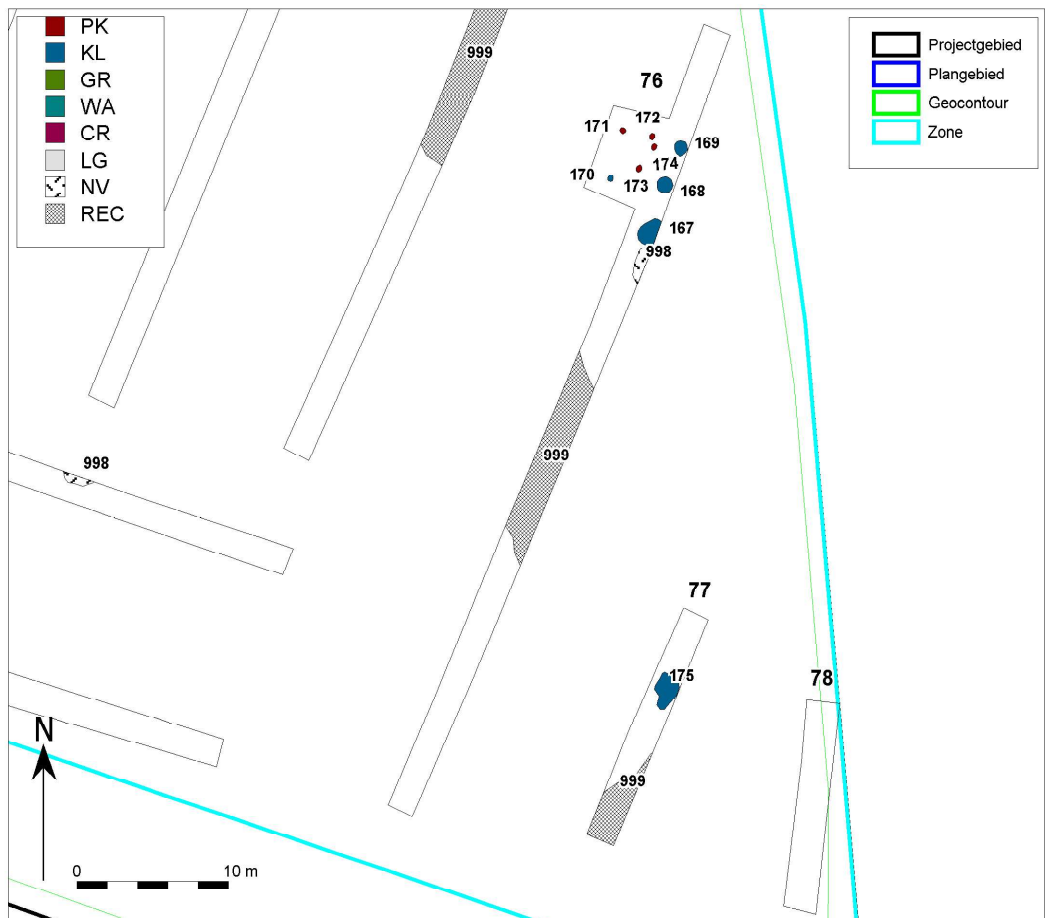 PK
KL
GR
WA
CR
LG
NV
REC
Projectgebied
Plangebied
Geocontour
Zone
999
76
172
171
169
174
170
173
168
167
998
998
999
77
175
78
999
N
0 10 m